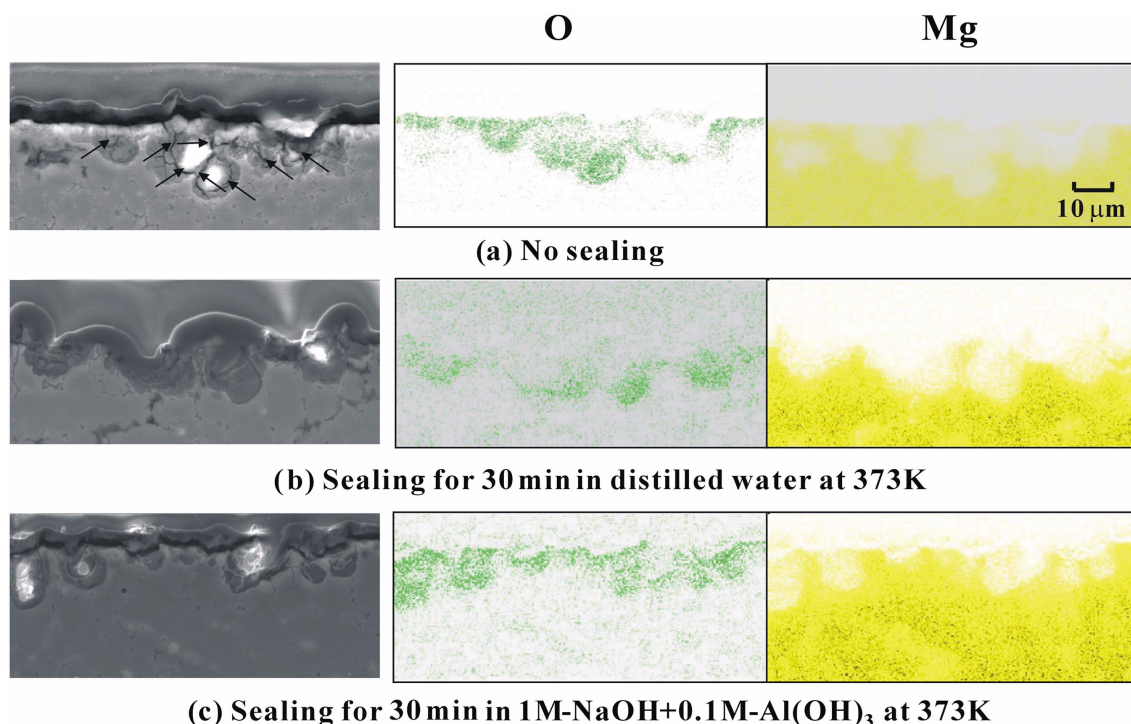 O Mg
10 μm
(a) No sealing
(b) Sealing for 30 min in distilled water at 373K
(c) Sealing for 30 min in 1M-NaOH+0.1M-Al(OH)₃ at 373K